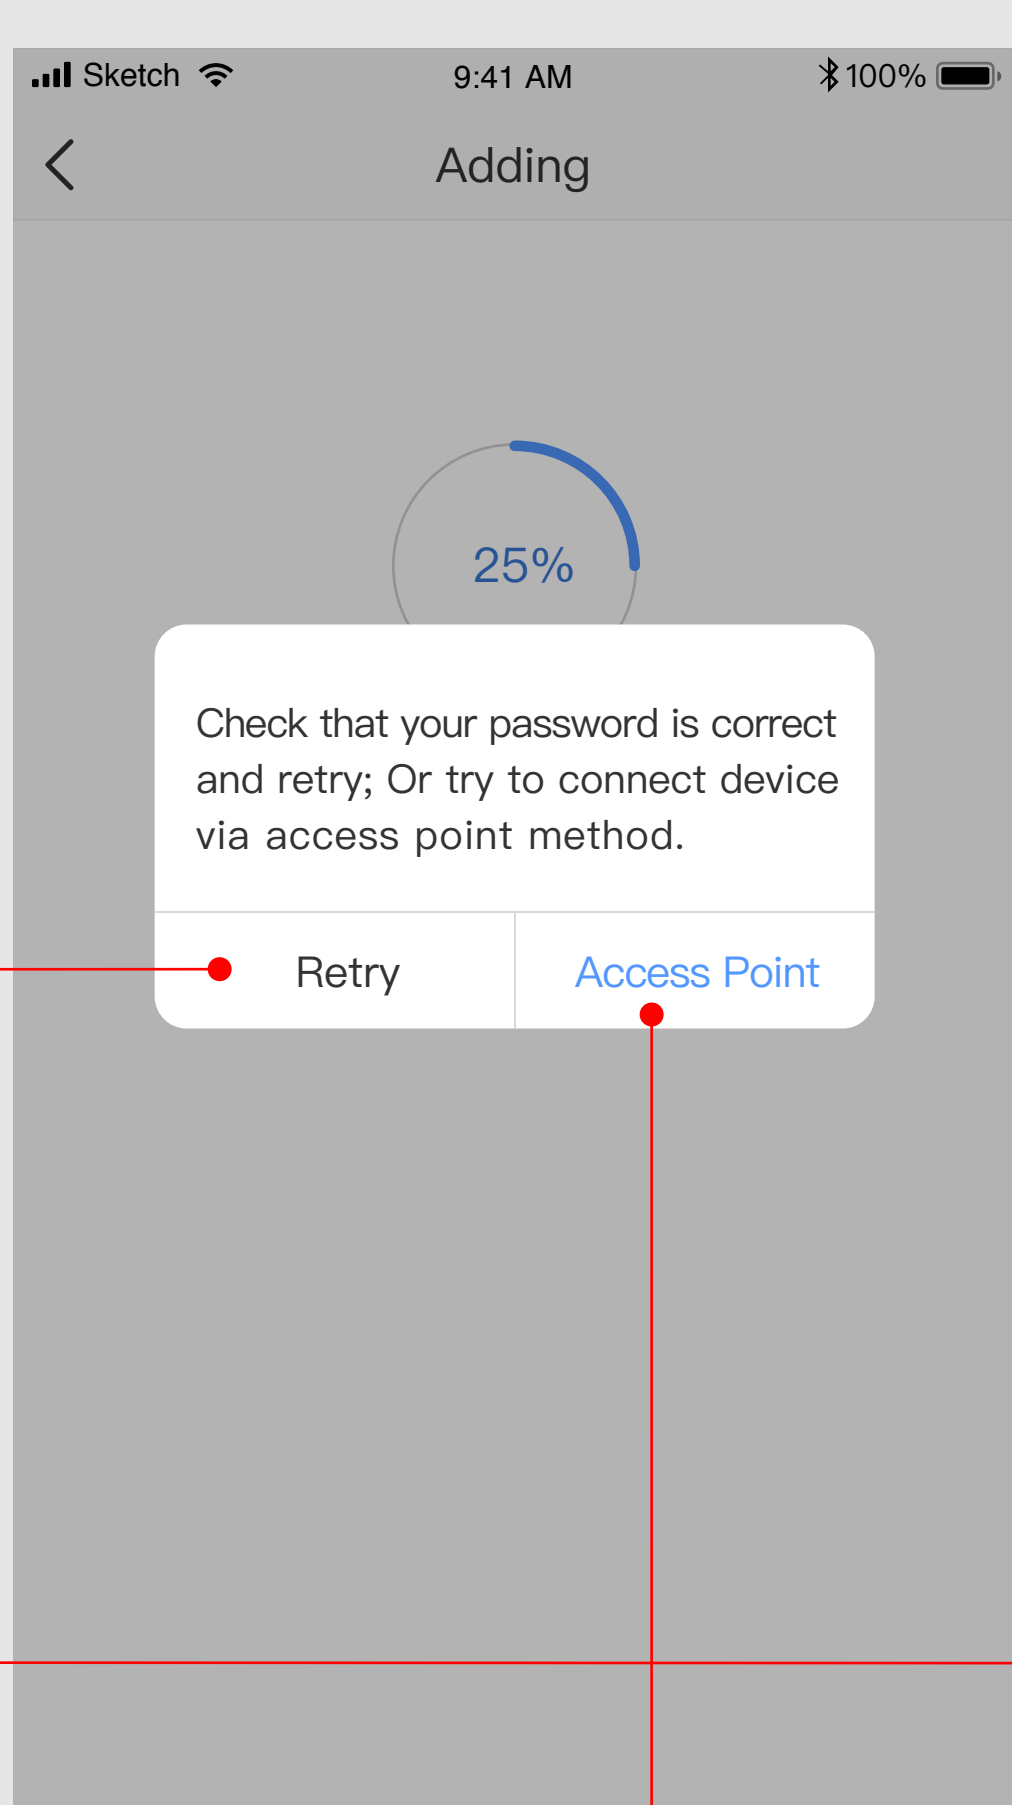 Sketch 9:41 AM 100%
Adding
25%
Check that your password is correct
and retry; Or try to connect device
via access point method.
Retry Access Point